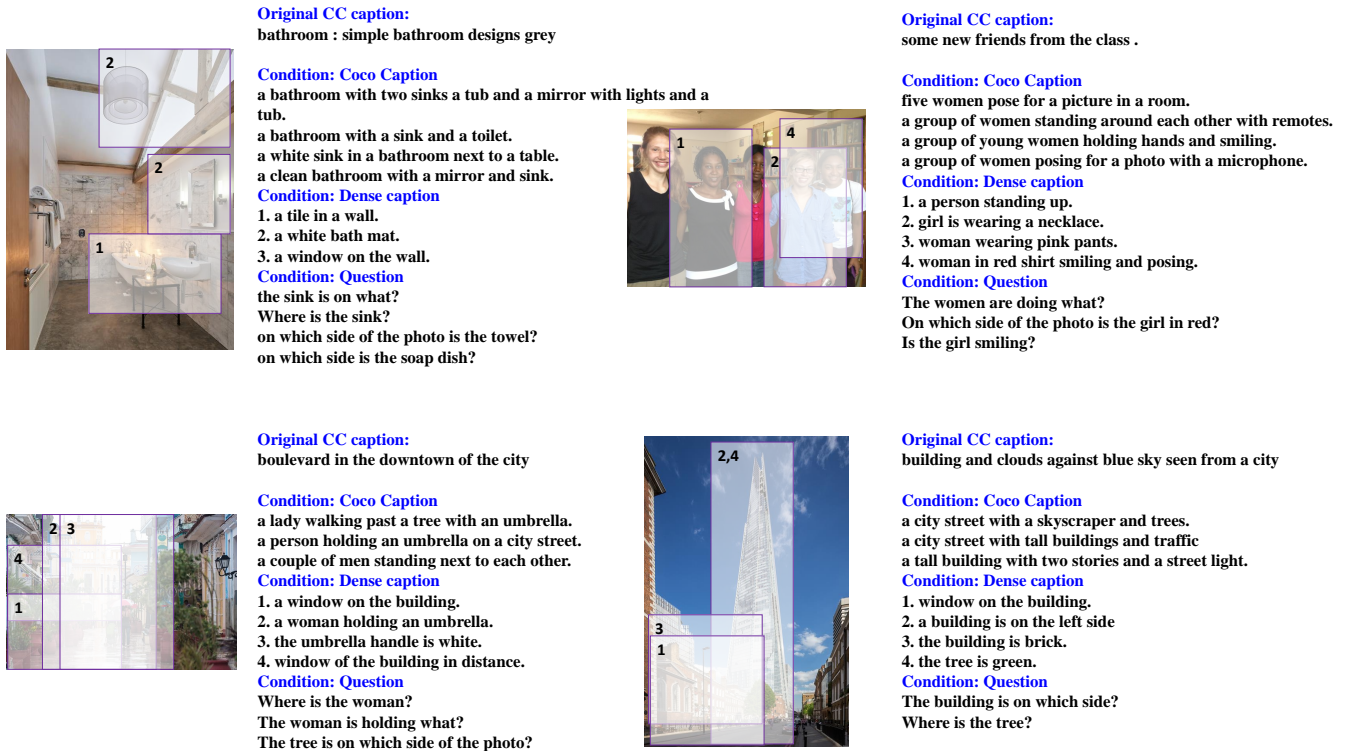 Original CC caption:
bathroom : simple bathroom designs grey
Condition: Coco Caption
a bathroom with two sinks a tub and a mirror with lights and a
tub.
a bathroom with a sink and a toilet.
a white sink in a bathroom next to a table.
a clean bathroom with a mirror and sink.
Condition: Dense caption
1. a tile in a wall.
2. a white bath mat.
3. a window on the wall.
Condition: Question
the sink is on what?
Where is the sink?
on which side of the photo is the towel?
on which side is the soap dish?
2
2
1
Original CC caption:
some new friends from the class .
Condition: Coco Caption
five women pose for a picture in a room.
a group of women standing around each other with remotes.
a group of young women holding hands and smiling.
a group of women posing for a photo with a microphone.
Condition: Dense caption
1. a person standing up.
2. girl is wearing a necklace.
3. woman wearing pink pants.
4. woman in red shirt smiling and posing.
Condition: Question
The women are doing what?
On which side of the photo is the girl in red?
Is the girl smiling?
1
4
2
Original CC caption:
boulevard in the downtown of the city
Condition: Coco Caption
a lady walking past a tree with an umbrella.
a person holding an umbrella on a city street.
a couple of men standing next to each other.
Condition: Dense caption
1. a window on the building.
2. a woman holding an umbrella.
3. the umbrella handle is white.
4. window of the building in distance.
Condition: Question
Where is the woman?
The woman is holding what?
The tree is on which side of the photo?
2 3
4
1
Original CC caption:
building and clouds against blue sky seen from a city
Condition: Coco Caption
a city street with a skyscraper and trees.
a city street with tall buildings and traffic
a tall building with two stories and a street light.
Condition: Dense caption
1. window on the building.
2. a building is on the left side
3. the building is brick.
4. the tree is green.
Condition: Question
The building is on which side?
Where is the tree?
2,4
3
1